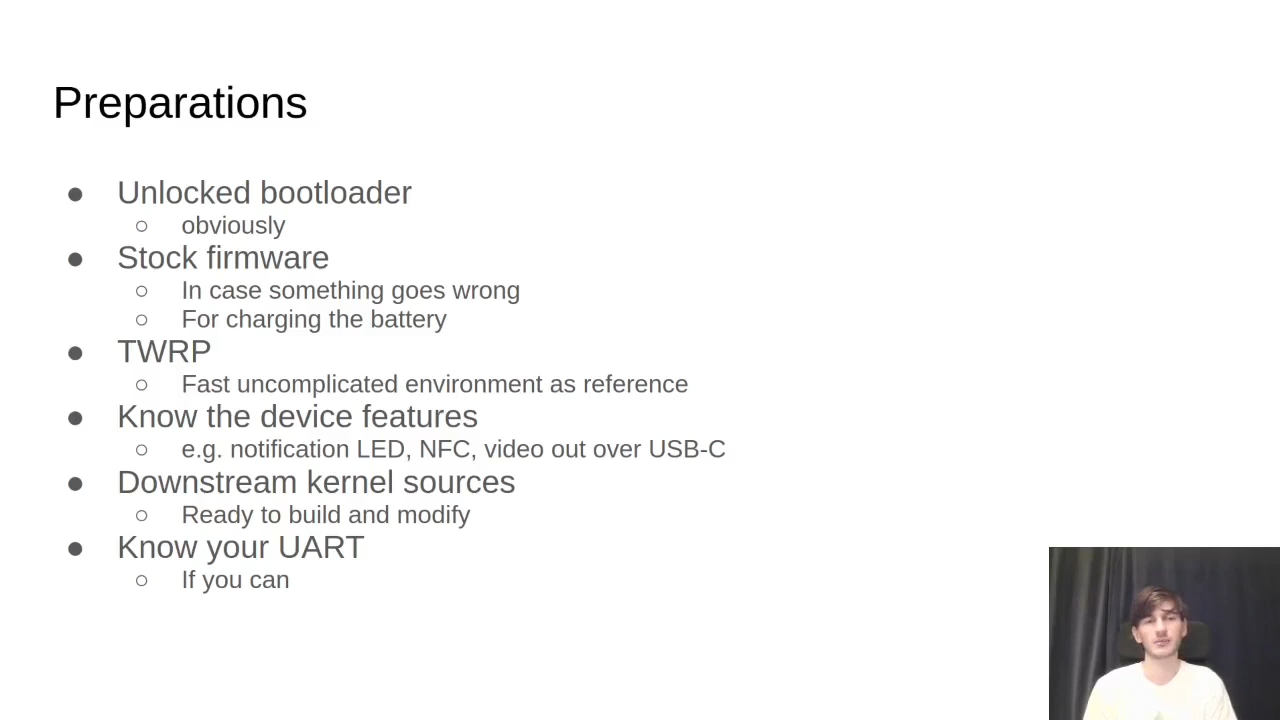 Preparations
● Unlocked bootloader
○ obviously
● Stock firmware
○ In case something goes wrong
○ For charging the battery
● TWRP
○ Fast uncomplicated environment as reference
● Know the device features
○ e.g. notification LED, NFC, video out over USB-C
● Downstream kernel sources
○ Ready to build and modify
● Know your UART
○ If you can